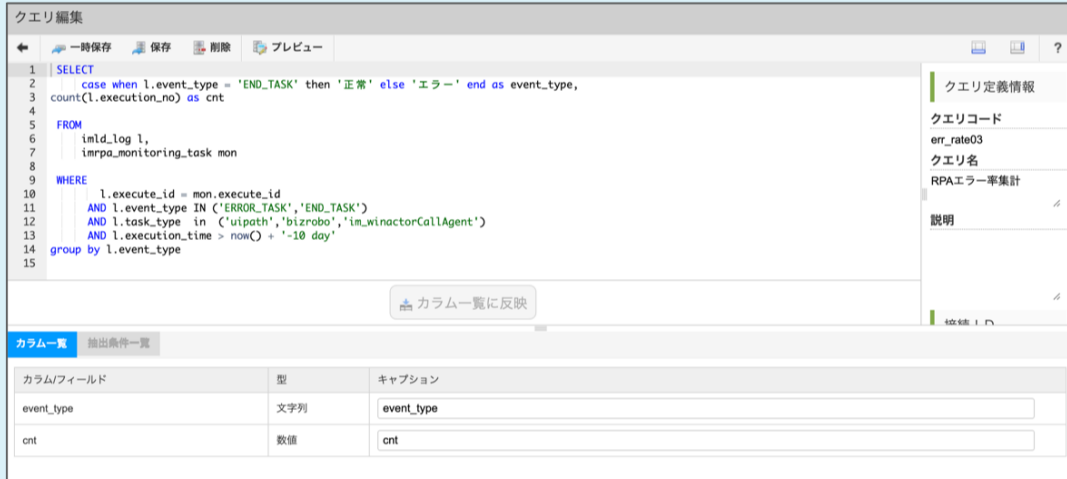 クエリ編集
一時保存 保存 削除 プレビュー ?
1 SELECT
2 case when l.event_type = 'END_TASK' then '正常' else 'エラー' end as event_type,
3 count(l.execution_no) as cnt
4
5 FROM
6 imld_log l,
7 imrpa_monitoring_task mon
8
9 WHERE
10 l.execute_id = mon.execute_id
11 AND l.event_type IN ('ERROR_TASK','END_TASK')
12 AND l.task_type in ('uipath','bizrobo','im_winactorCallAgent')
13 AND l.execution_time > now() + '-10 day'
14 group by l.event_type
15
カラム一覧に反映
クエリ定義情報
クエリコード
err_rate03
クエリ名
RPAエラー率集計
説明
接続ID
カラム一覧 抽出条件一覧
カラム/フィールド 型 キャプション
event_type 文字列 event_type
cnt 数値 cnt